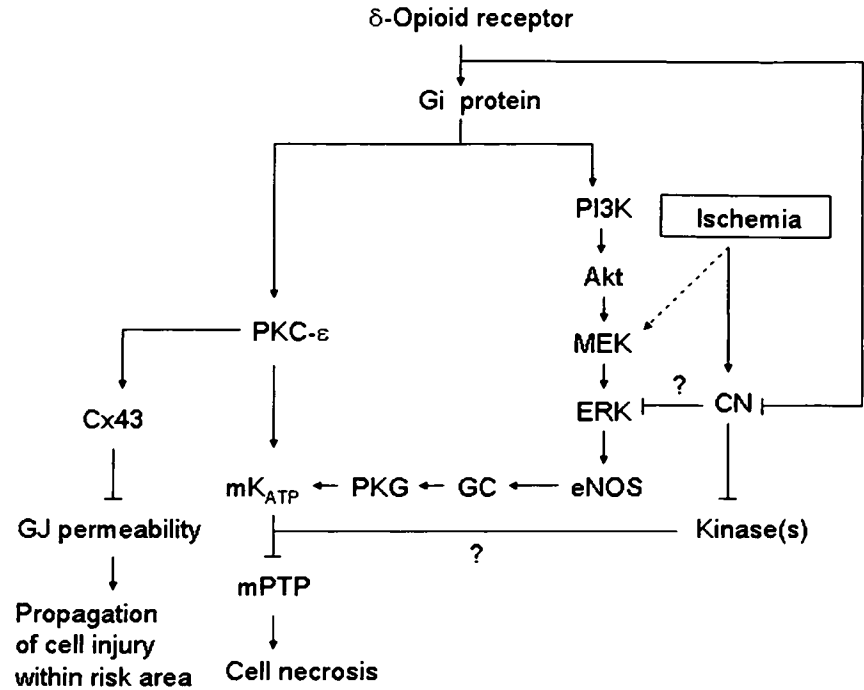 δ-Opioid receptor
Gi protein
PI3K
Ischemia
Akt
PKC-ε
MEK
?
Cx43
ERK
CN
mK_ATP
PKG
GC
eNOS
GJ permeability
Kinase(s)
?
mPTP
Propagation
of cell injury
within risk area
Cell necrosis